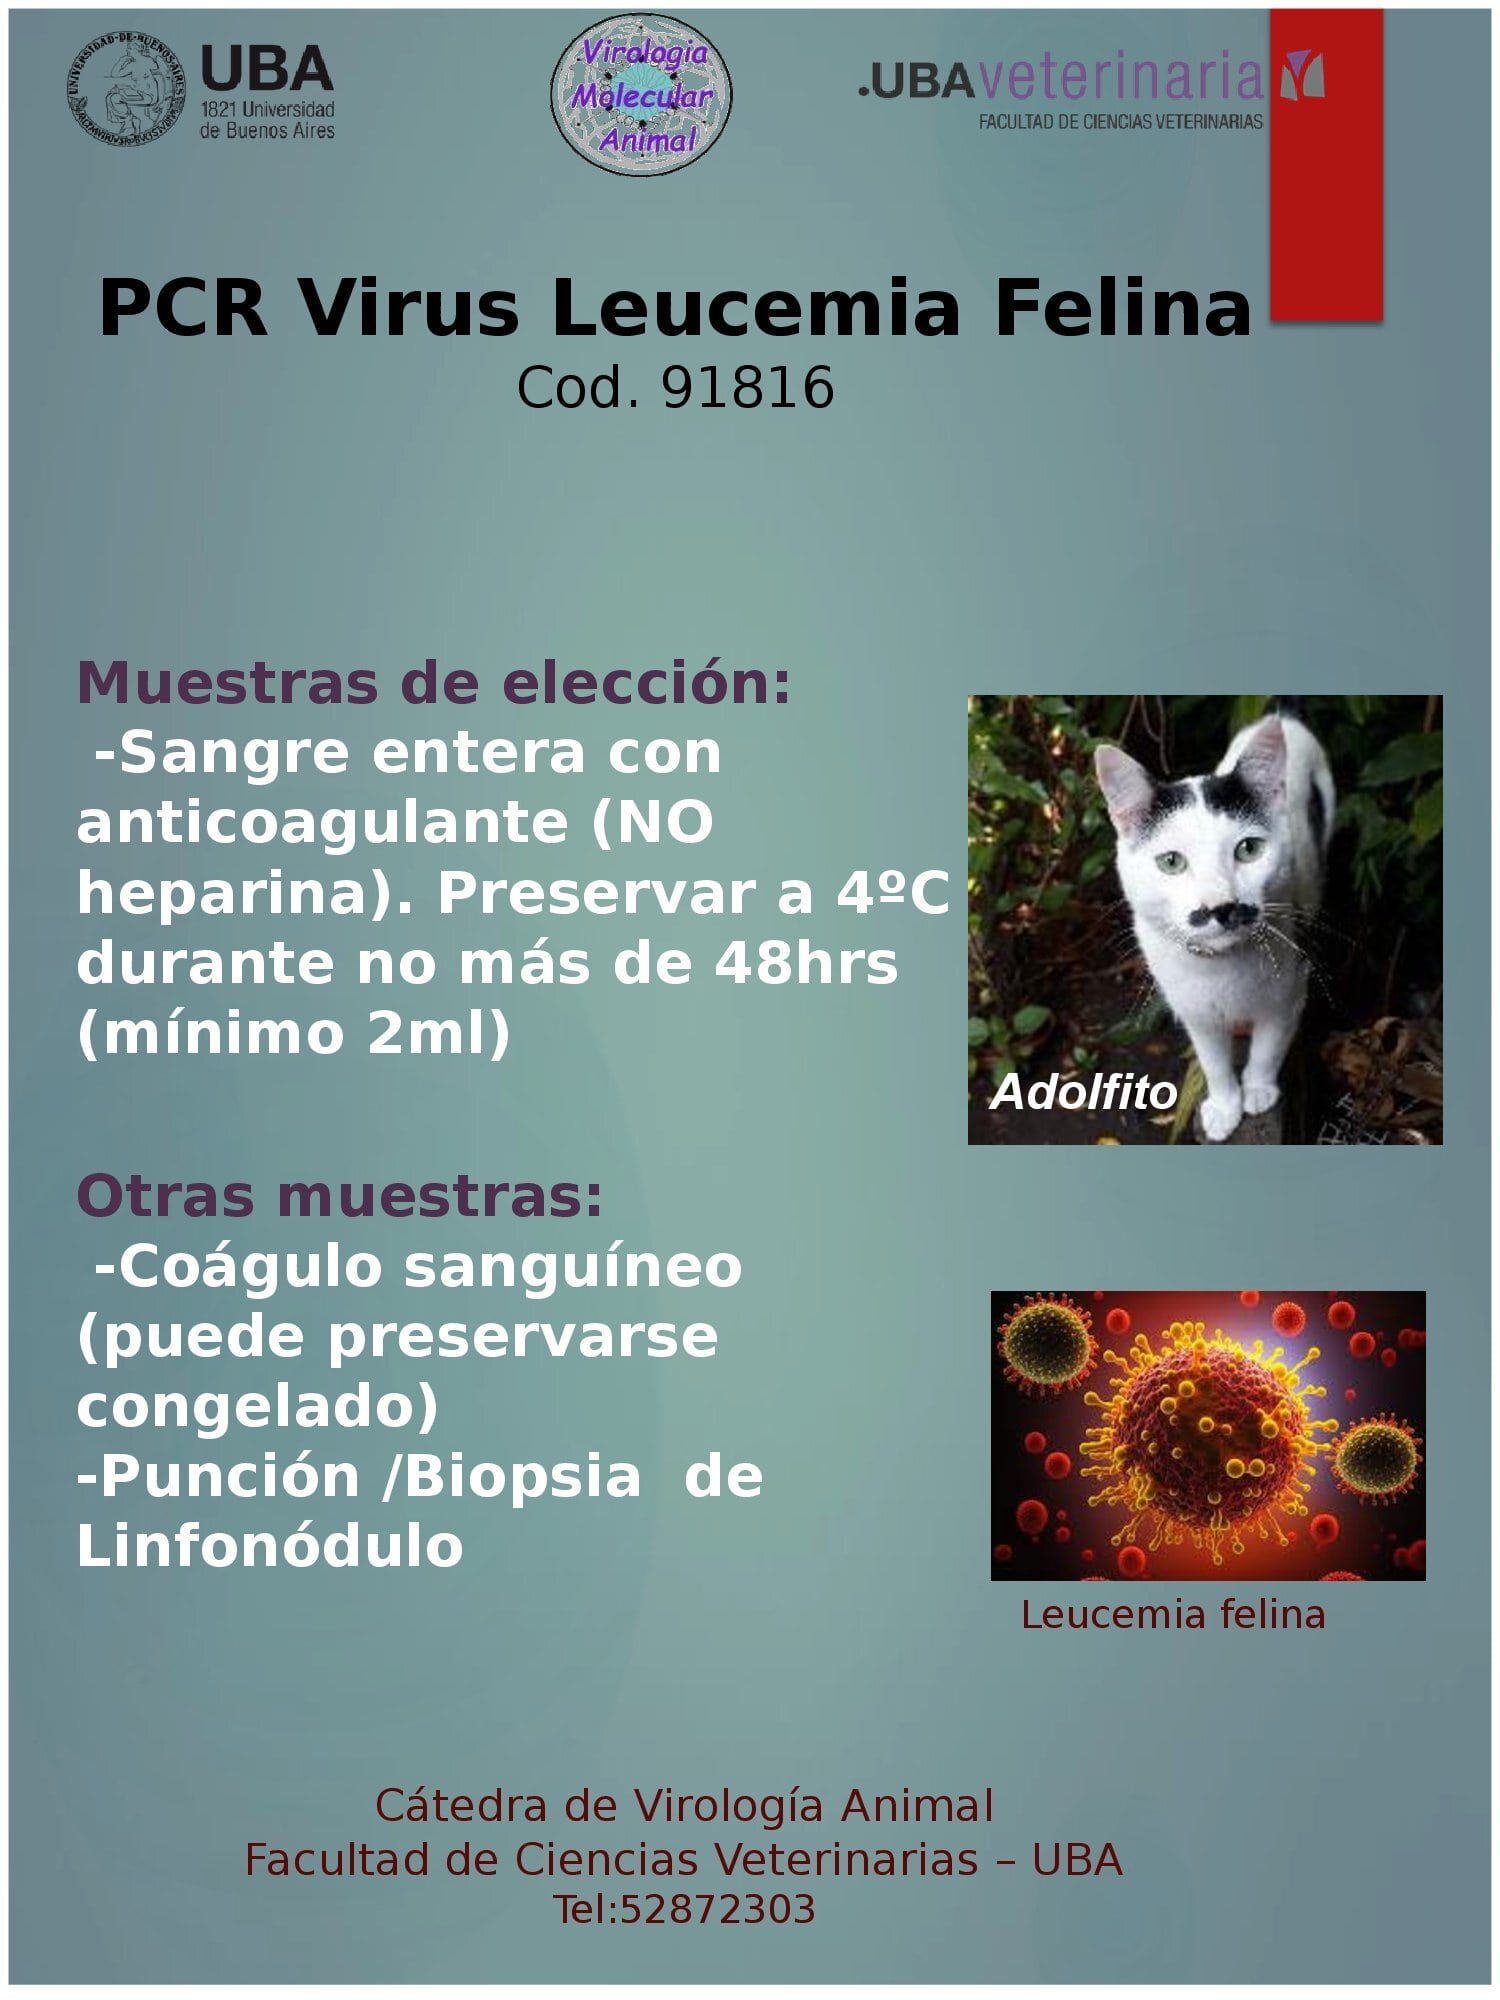 UNIVERSIDAD·DE·BUENOS·AIRES
UBA
1821 Universidad
de Buenos Aires
Virologia
Molecular
Animal
.UBAveterinaria
FACULTAD DE CIENCIAS VETERINARIAS
PCR Virus Leucemia Felina
Cod. 91816
Muestras de elección:
-Sangre entera con
anticoagulante (NO
heparina). Preservar a 4ºC
durante no más de 48hrs
(mínimo 2ml)
Adolfito
Otras muestras:
-Coágulo sanguíneo
(puede preservarse
congelado)
-Punción /Biopsia  de
Linfonódulo
Leucemia felina
Cátedra de Virología Animal
Facultad de Ciencias Veterinarias – UBA
Tel:52872303